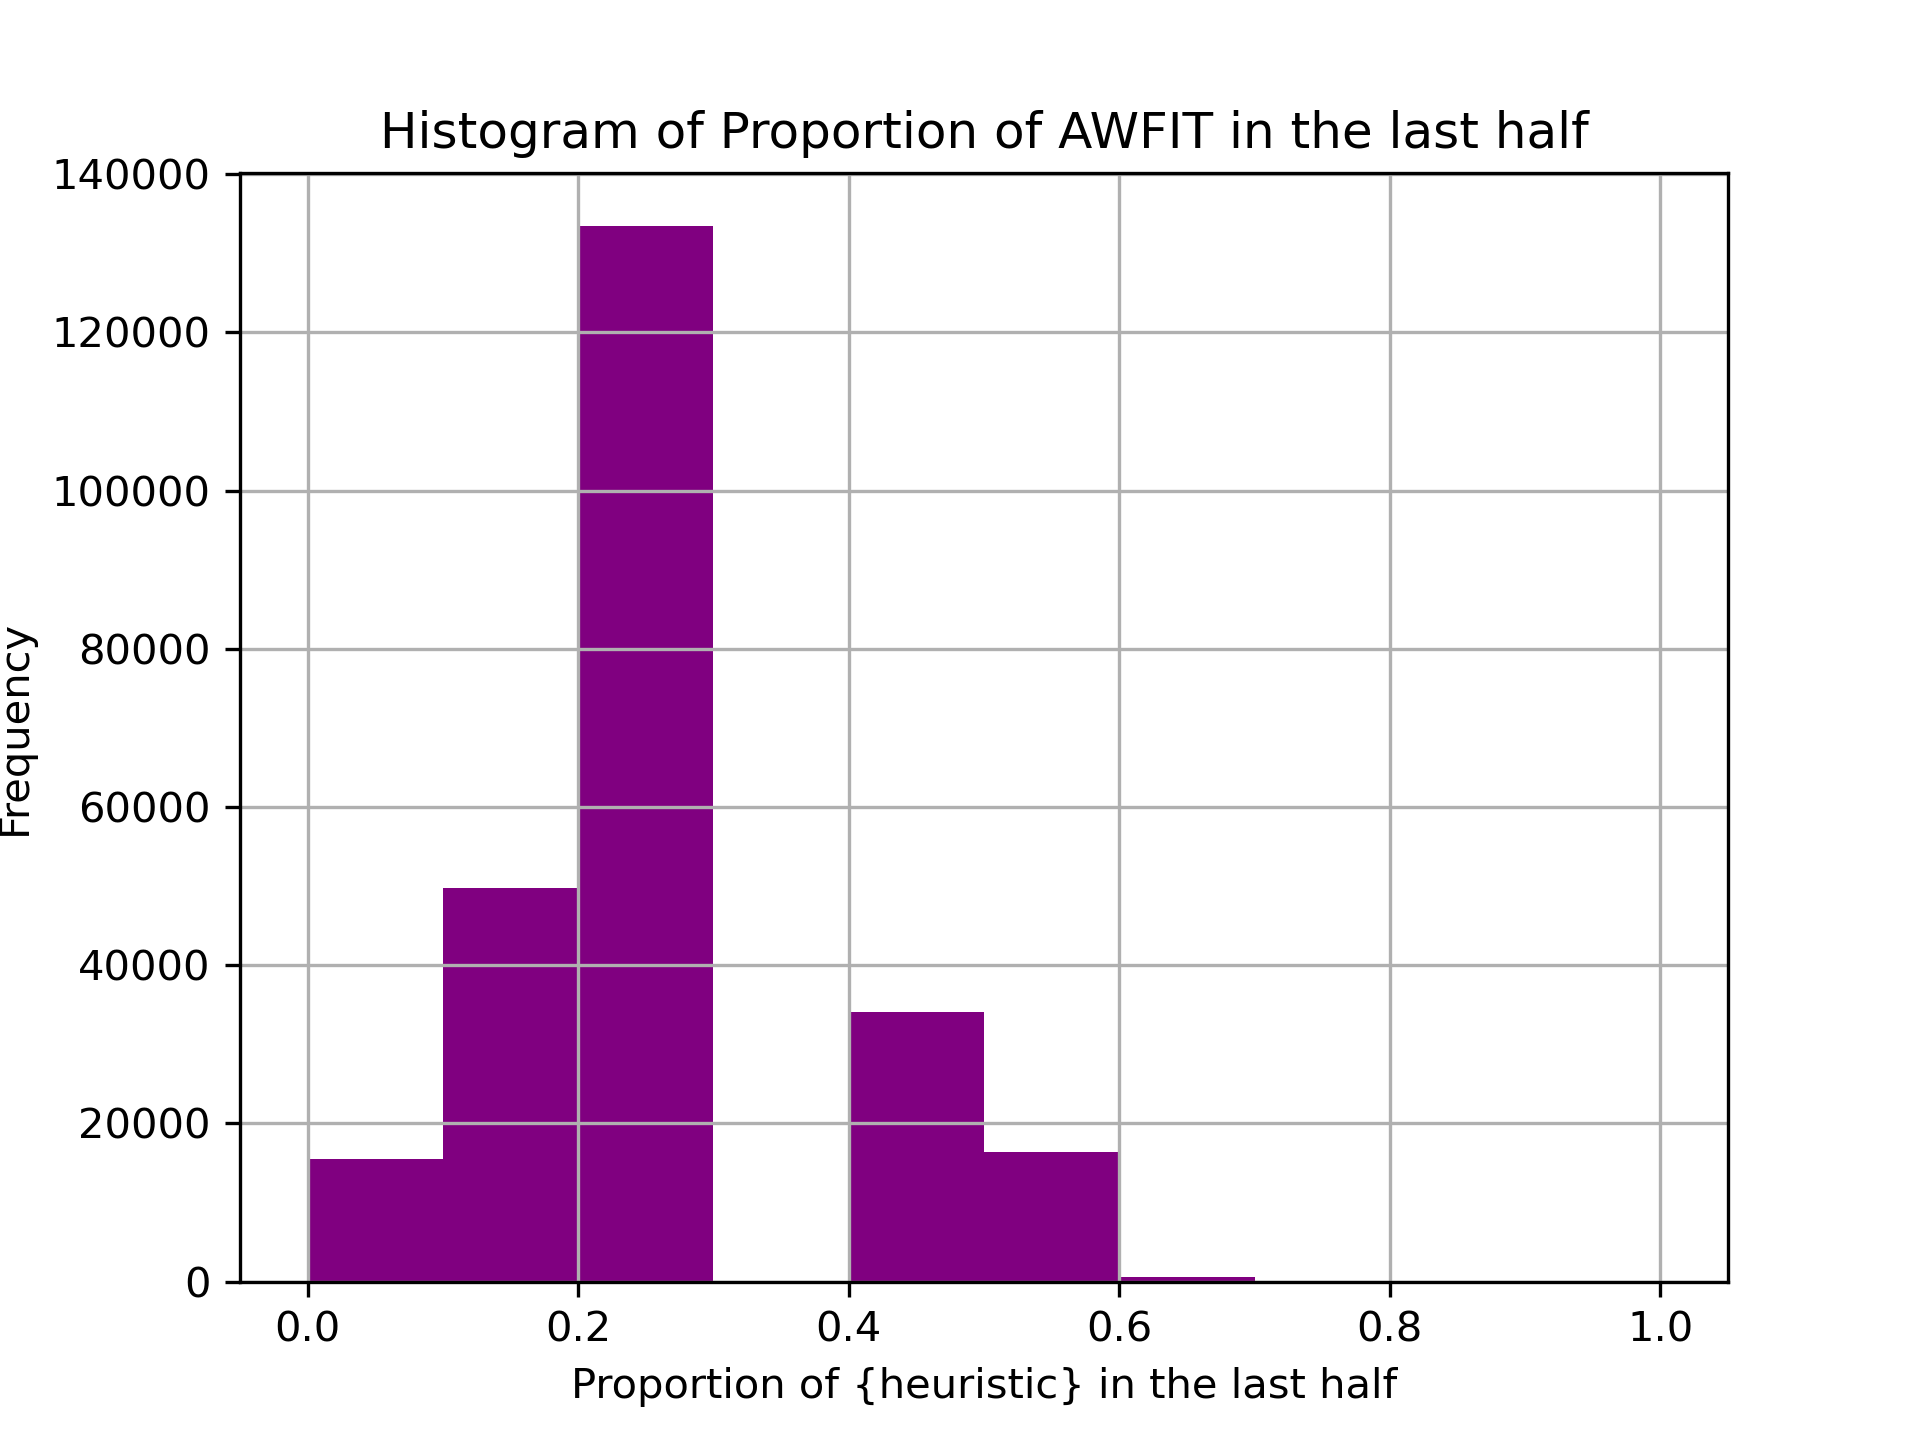 Histogram of Proportion of AWFIT in the last half
140000
120000
100000
80000
60000
40000
20000
0
Frequency
0.0 0.2 0.4 0.6 0.8 1.0
Proportion of {heuristic} in the last half